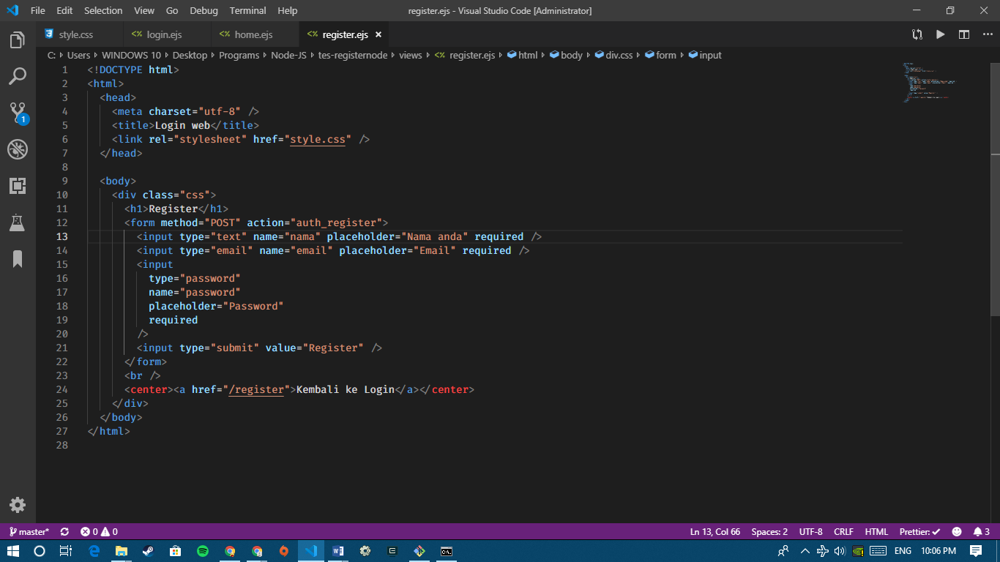 File Edit Selection View Go Debug Terminal Help register.ejs - Visual Studio Code [Administrator]
style.css <% login.ejs <% home.ejs <% register.ejs ×
C: › Users › WINDOWS 10 › Desktop › Programs › Node-JS › tes-registernode › views › <% register.ejs › html › body › div.css › form › input
1 <!DOCTYPE html>
2 <html>
3 <head>
4 <meta charset="utf-8" />
5 <title>Login web</title>
6 <link rel="stylesheet" href="style.css" />
7 </head>
8
9 <body>
10 <div class="css">
11 <h1>Register</h1>
12 <form method="POST" action="auth_register">
13 <input type="text" name="nama" placeholder="Nama anda" required />
14 <input type="email" name="email" placeholder="Email" required />
15 <input
16 type="password"
17 name="password"
18 placeholder="Password"
19 required
20 />
21 <input type="submit" value="Register" />
22 </form>
23 <br />
24 <center><a href="/register">Kembali ke Login</a></center>
25 </div>
26 </body>
27 </html>
28
1
master* 0 0 Ln 13, Col 66 Spaces: 2 UTF-8 CRLF HTML Prettier: ✓ 3
ENG 10:06 PM